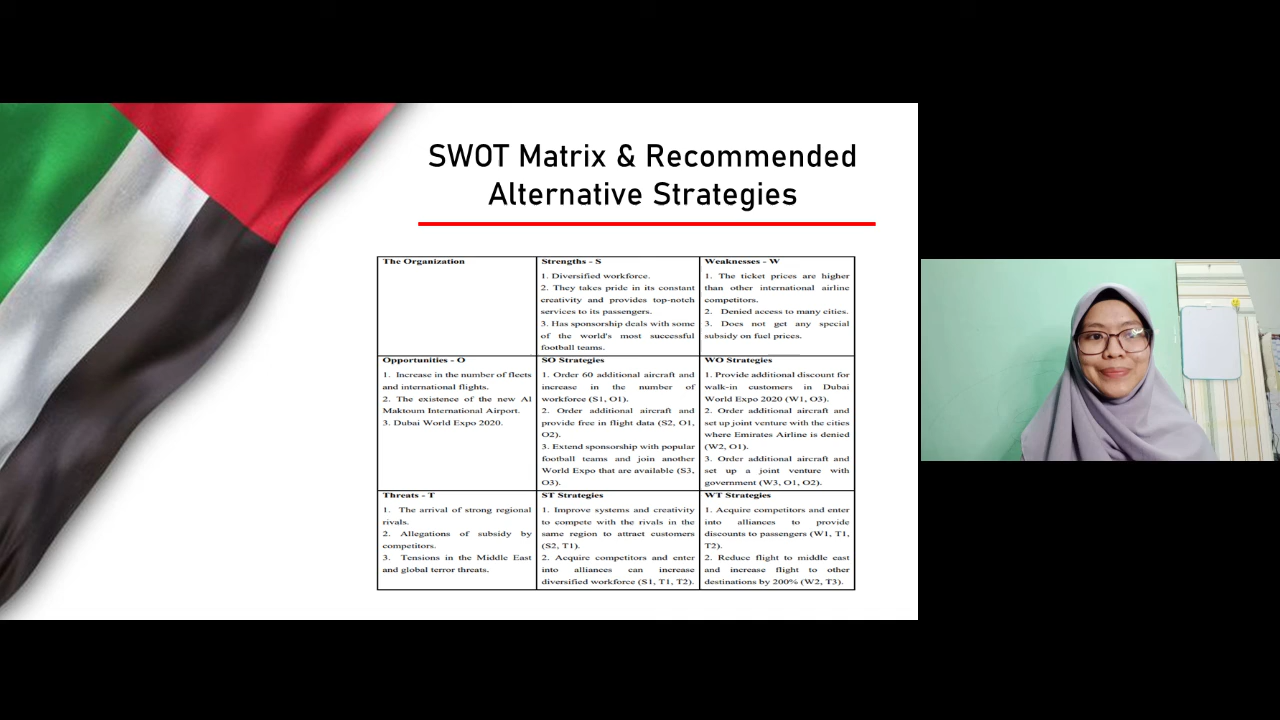 SWOT Matrix & Recommended
Alternative Strategies
The Organization
Strengths - S
1. Diversified workforce.
2. They takes pride in its constant
creativity and provides top-notch
services to its passengers.
3. Has sponsorship deals with some
of the world's most successful
football teams.
Weaknesses - W
1. The ticket prices are higher
than other international airline
competitors.
2. Denied access to many cities.
3. Does not get any special
subsidy on fuel prices.
Opportunities - O
1. Increase in the number of fleets
and international flights.
2. The existence of the new Al
Maktoum International Airport.
3. Dubai World Expo 2020.
SO Strategies
1. Order 60 additional aircraft and
increase in the number of
workforce (S1, O1).
2. Order additional aircraft and
provide free in flight data (S2, O1,
O2).
3. Extend sponsorship with popular
football teams and join another
World Expo that are available (S3,
O3).
WO Strategies
1. Provide additional discount for
walk-in customers in Dubai
World Expo 2020 (W1, O3).
2. Order additional aircraft and
set up joint venture with the cities
where Emirates Airline is denied
(W2, O1).
3. Order additional aircraft and
set up a joint venture with
government (W3, O1, O2).
Threats - T
1. The arrival of strong regional
rivals.
2. Allegations of subsidy by
competitors.
3. Tensions in the Middle East
and global terror threats.
ST Strategies
1. Improve systems and creativity
to compete with the rivals in the
same region to attract customers
(S2, T1).
2. Acquire competitors and enter
into alliances can increase
diversified workforce (S1, T1, T2).
WT Strategies
1. Acquire competitors and enter
into alliances to provide
discounts to passengers (W1, T1,
T2).
2. Reduce flight to middle east
and increase flight to other
destinations by 200% (W2, T3).